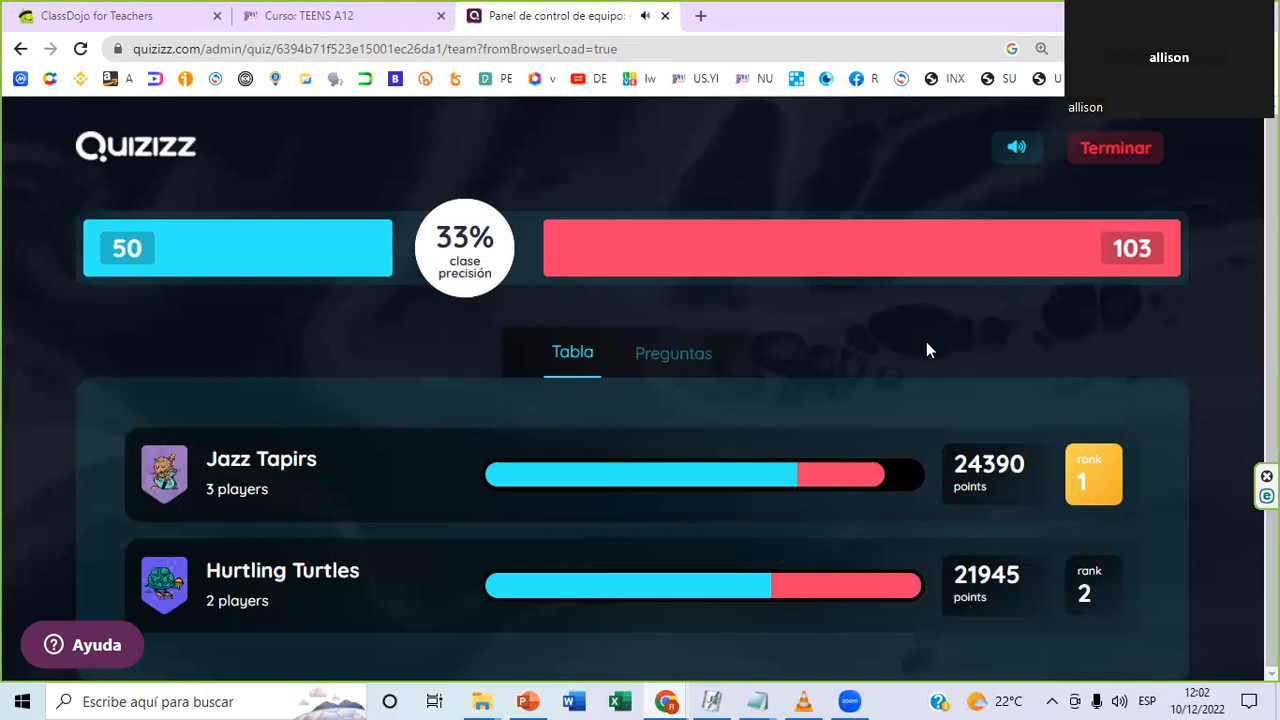 ClassDojo for Teachers
Curso: TEENS A12
Panel de control de equipo:
allison
quizizz.com/admin/quiz/6394b71f523e15001ec26da1/team?fromBrowserLoad=true
A
PE
v
DE
lw
US.YI
NU
R
INX
SU
U
allison
Quizizz
Terminar
50
33%
clase
precisión
103
Tabla
Preguntas
Jazz Tapirs
3 players
24390
points
rank
1
Hurtling Turtles
2 players
21945
points
rank
2
Ayuda
Escribe aquí para buscar
22°C
ESP
12:02
10/12/2022